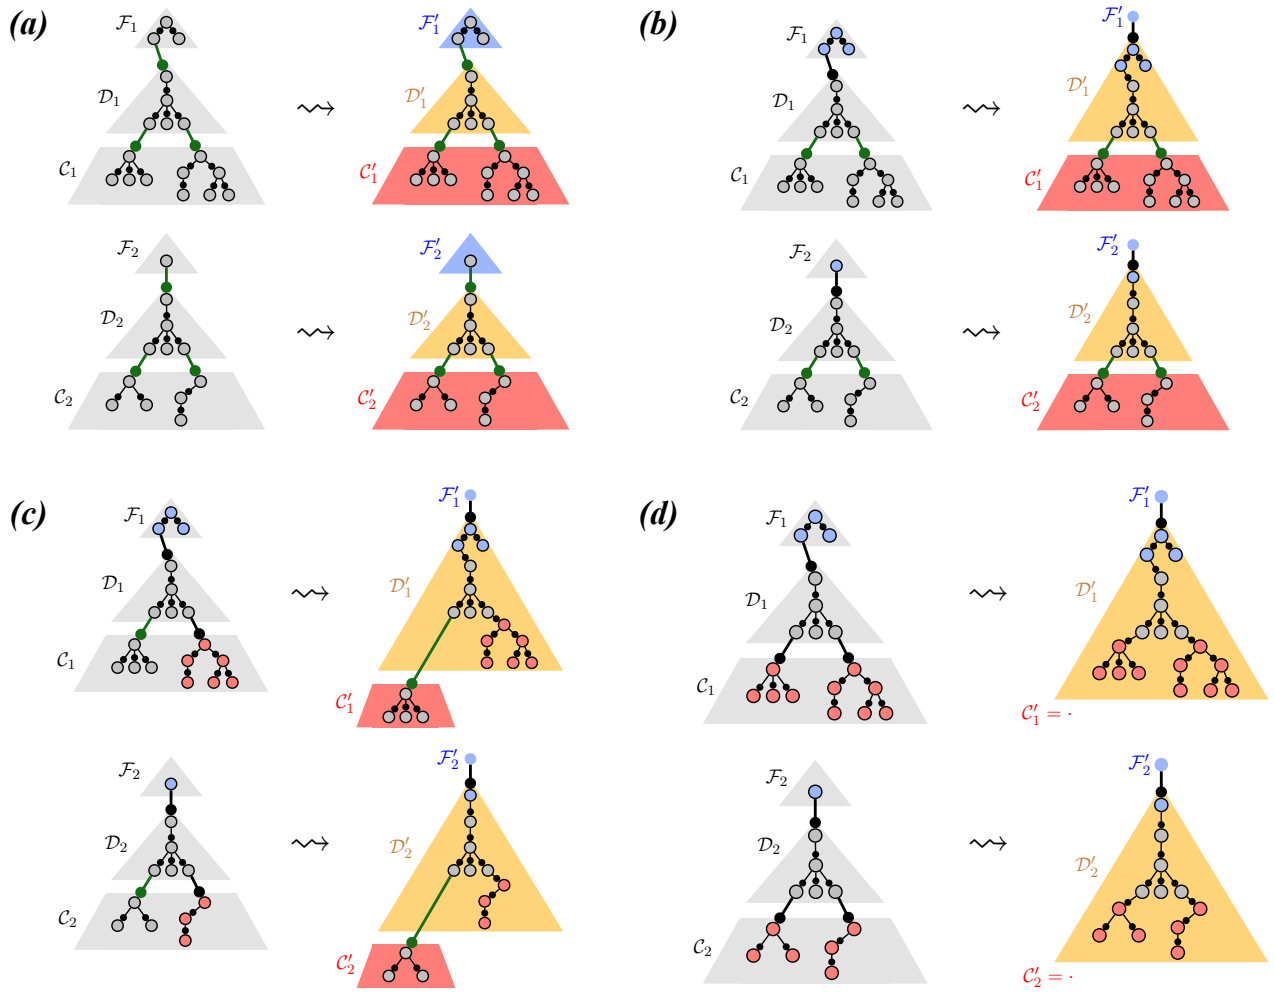 (a)
ℱ₁
𝒟₁
𝒞₁
⇝
ℱ′₁
𝒟′₁
𝒞′₁
ℱ₂
𝒟₂
𝒞₂
⇝
ℱ′₂
𝒟′₂
𝒞′₂
(b)
ℱ₁
𝒟₁
𝒞₁
⇝
ℱ′₁
𝒟′₁
𝒞′₁
ℱ₂
𝒟₂
𝒞₂
⇝
ℱ′₂
𝒟′₂
𝒞′₂
(c)
ℱ₁
𝒟₁
𝒞₁
⇝
ℱ′₁
𝒟′₁
𝒞′₁
ℱ₂
𝒟₂
𝒞₂
⇝
ℱ′₂
𝒟′₂
𝒞′₂
(d)
ℱ₁
𝒟₁
𝒞₁
⇝
ℱ′₁
𝒟′₁
𝒞′₁ = ·
ℱ₂
𝒟₂
𝒞₂
⇝
ℱ′₂
𝒟′₂
𝒞′₂ = ·